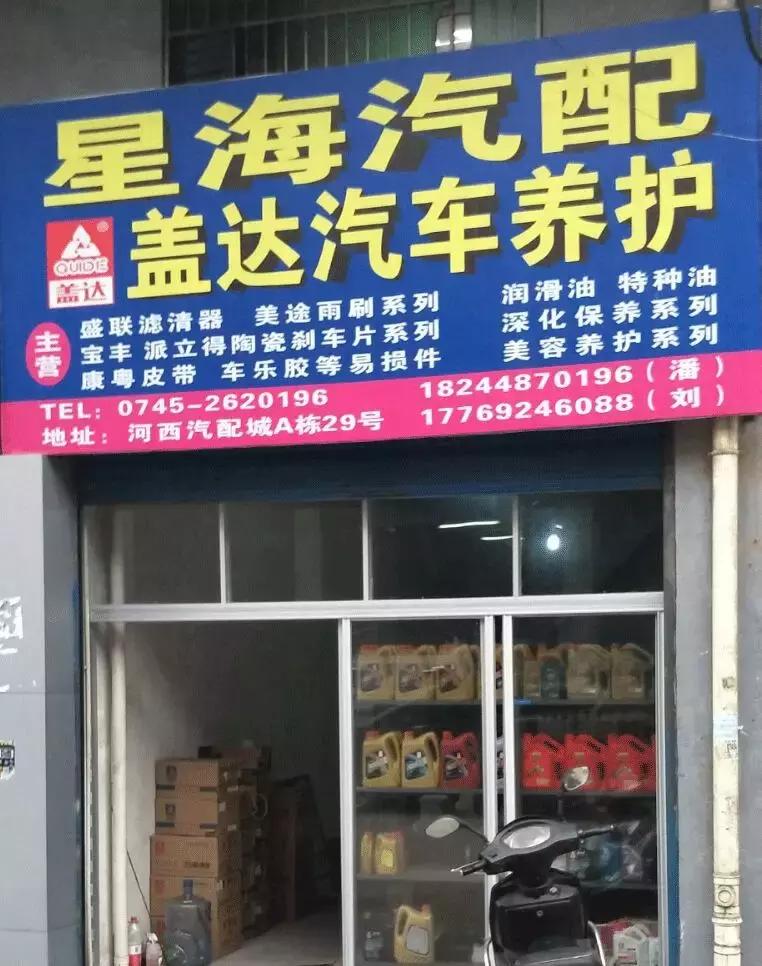 星海汽配
盖达汽车养护
QUIDE®
盖达
主营
盛联滤清器 美途雨刷系列 润滑油 特种油
宝丰 派立得陶瓷刹车片系列 深化保养系列
康粤皮带 车乐胶等易损件 美容养护系列
TEL: 0745-2620196 18244870196(潘)
地址: 河西汽配城A栋29号 17769246088(刘)